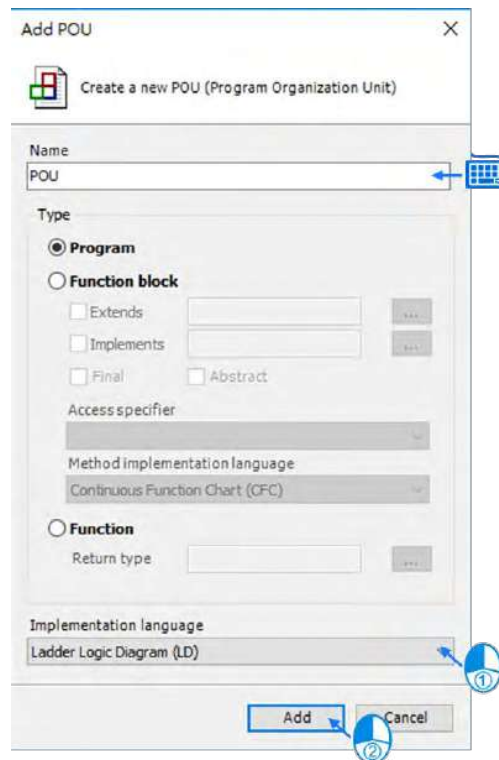 Add POU
Create a new POU (Program Organization Unit)
Name
POU
Type
Program
Function block
Extends
...
Implements
...
Final Abstract
Access specifier
Method implementation language
Continuous Function Chart (CFC)
Function
Return type
...
Implementation language
Ladder Logic Diagram (LD)
①
Add Cancel
②